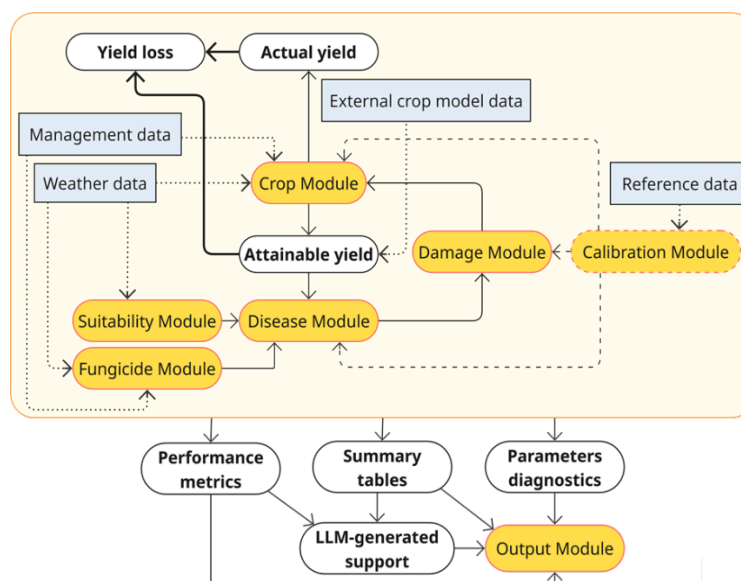 Yield loss
Actual yield
External crop model data
Management data
Weather data
Crop Module
Reference data
Attainable yield
Damage Module
Calibration Module
Suitability Module
Disease Module
Fungicide Module
Performance
metrics
Summary
tables
Parameters
diagnostics
LLM-generated
support
Output Module